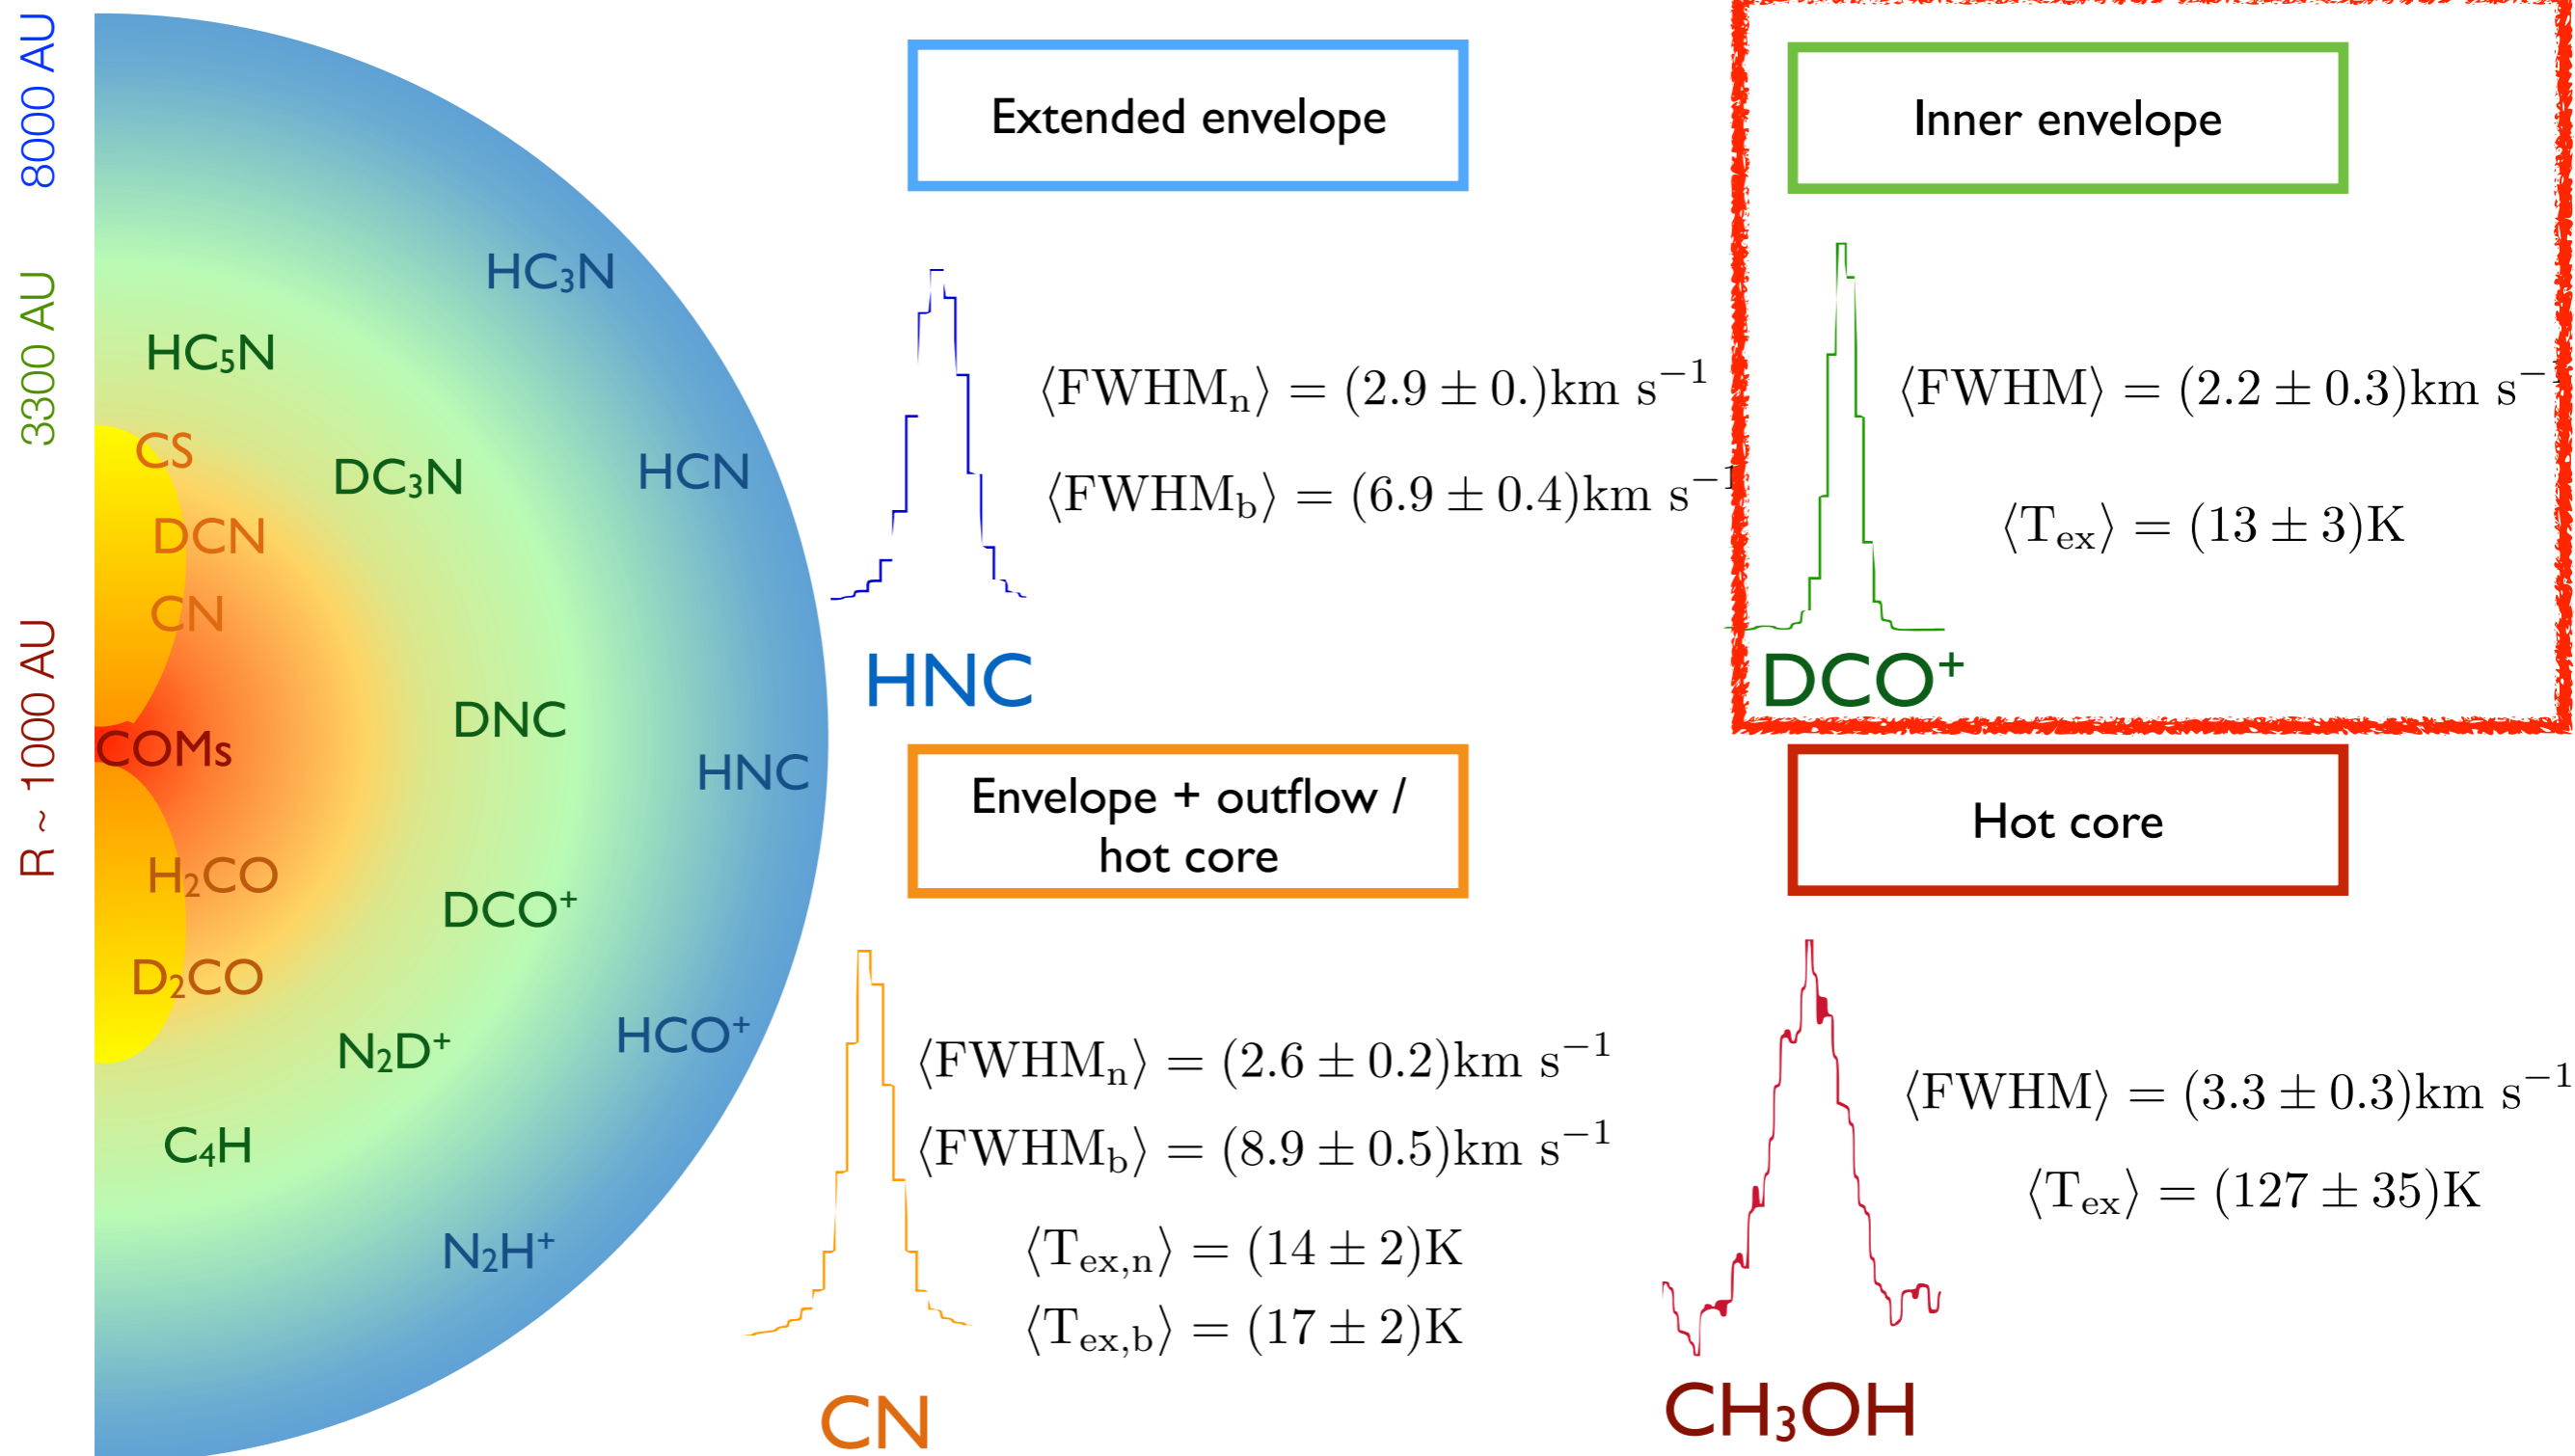 8000 AU
3300 AU
R ~ 1000 AU
HC₃N
HC₅N
CS
DC₃N
HCN
DCN
CN
DNC
COMs
HNC
H₂CO
DCO⁺
D₂CO
N₂D⁺
HCO⁺
C₄H
N₂H⁺
Extended envelope
⟨FWHMₙ⟩ = (2.9 ± 0.)km s⁻¹
⟨FWHM_b⟩ = (6.9 ± 0.4)km s⁻¹
HNC
Inner envelope
⟨FWHM⟩ = (2.2 ± 0.3)km s⁻¹
⟨T_ex⟩ = (13 ± 3)K
DCO⁺
Envelope + outflow /
hot core
⟨FWHMₙ⟩ = (2.6 ± 0.2)km s⁻¹
⟨FWHM_b⟩ = (8.9 ± 0.5)km s⁻¹
⟨T_ex,n⟩ = (14 ± 2)K
⟨T_ex,b⟩ = (17 ± 2)K
CN
Hot core
⟨FWHM⟩ = (3.3 ± 0.3)km s⁻¹
⟨T_ex⟩ = (127 ± 35)K
CH₃OH